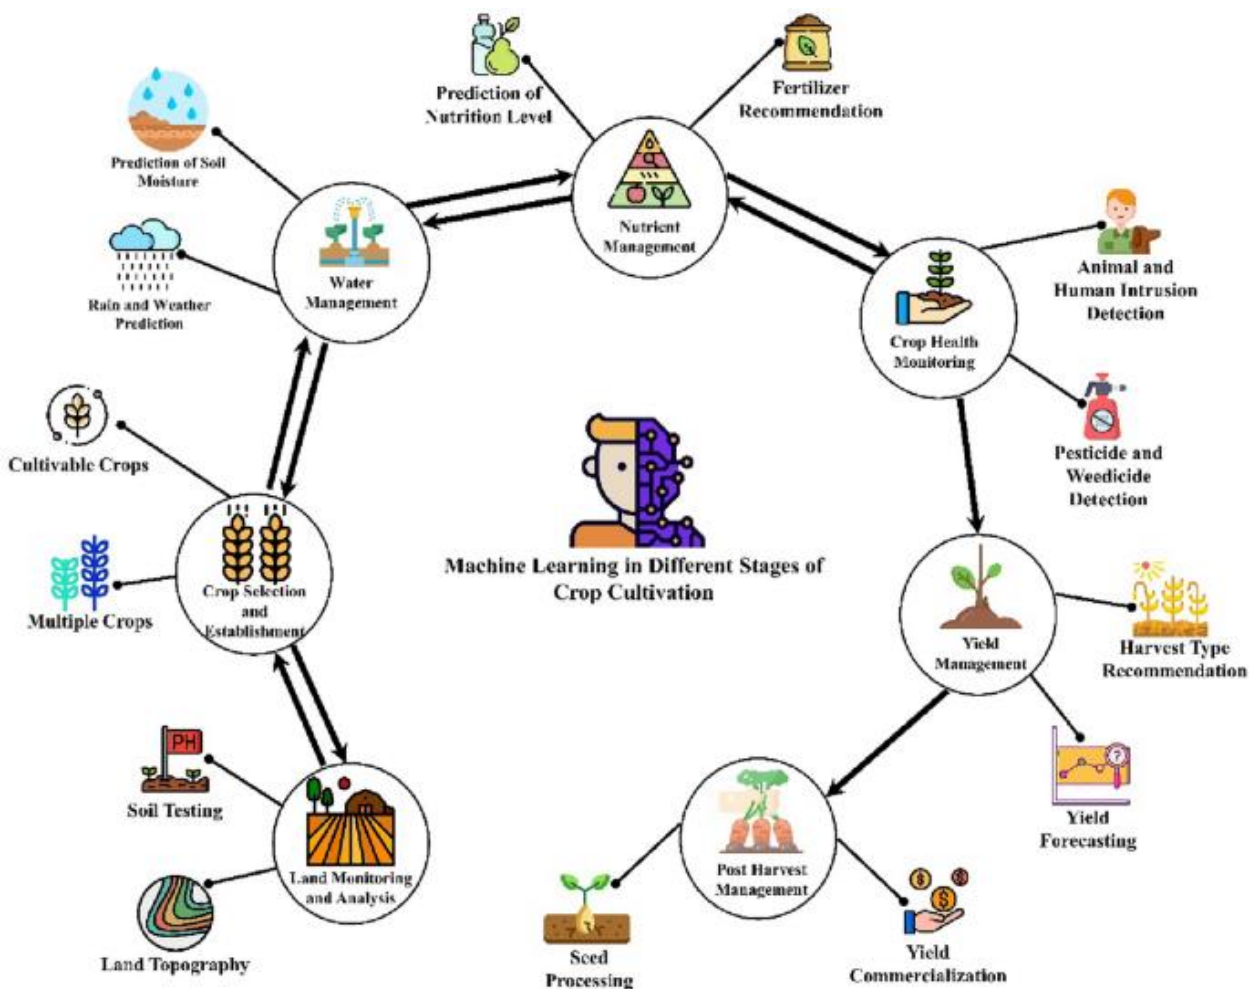 Prediction of
Nutrition Level
Fertilizer
Recommendation
Prediction of Soil
Moisture
Nutrient
Management
Rain and Weather
Prediction
Water
Management
Animal and
Human Intrusion
Detection
Crop Health
Monitoring
Cultivable Crops
Pesticide and
Weedicide
Detection
Machine Learning in Different Stages of
Crop Cultivation
Multiple Crops
Crop Selection
and
Establishment
Yield
Management
Harvest Type
Recommendation
PH
Soil Testing
?
Yield
Forecasting
Land Monitoring
and Analysis
Post Harvest
Management
Land Topography
Seed
Processing
$
$
$
Yield
Commercialization